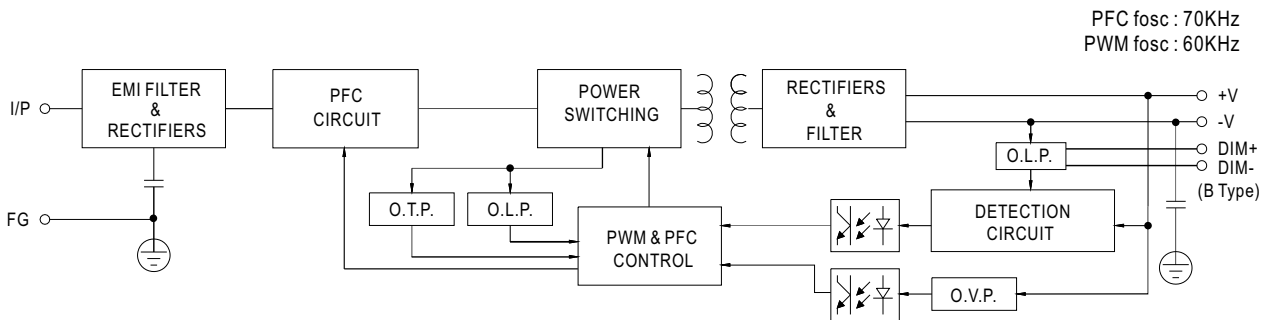 PFC fosc : 70KHz
PWM fosc : 60KHz
I/P
EMI FILTER
&
RECTIFIERS
PFC
CIRCUIT
POWER
SWITCHING
RECTIFIERS
&
FILTER
+V
-V
DIM+
DIM-
(B Type)
O.L.P.
FG
O.T.P.
O.L.P.
PWM & PFC
CONTROL
DETECTION
CIRCUIT
O.V.P.